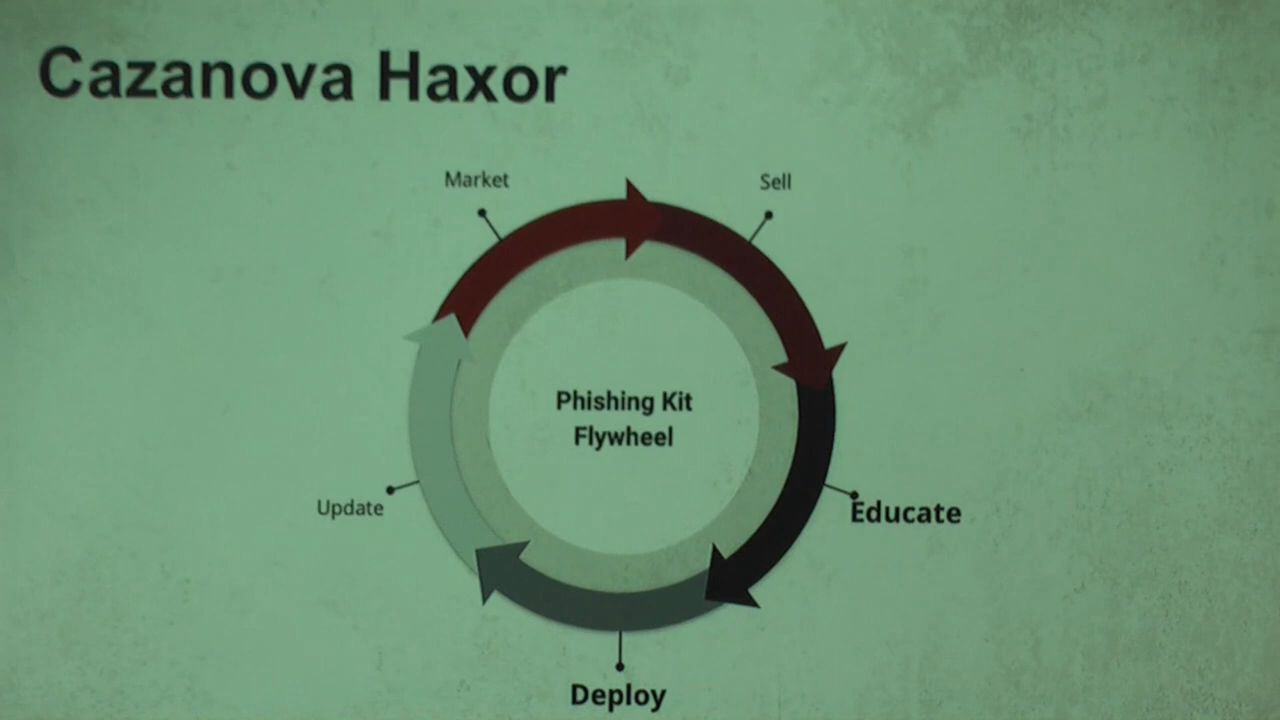 Cazanova Haxor
Market
Sell
Phishing Kit
Flywheel
Update
Educate
Deploy